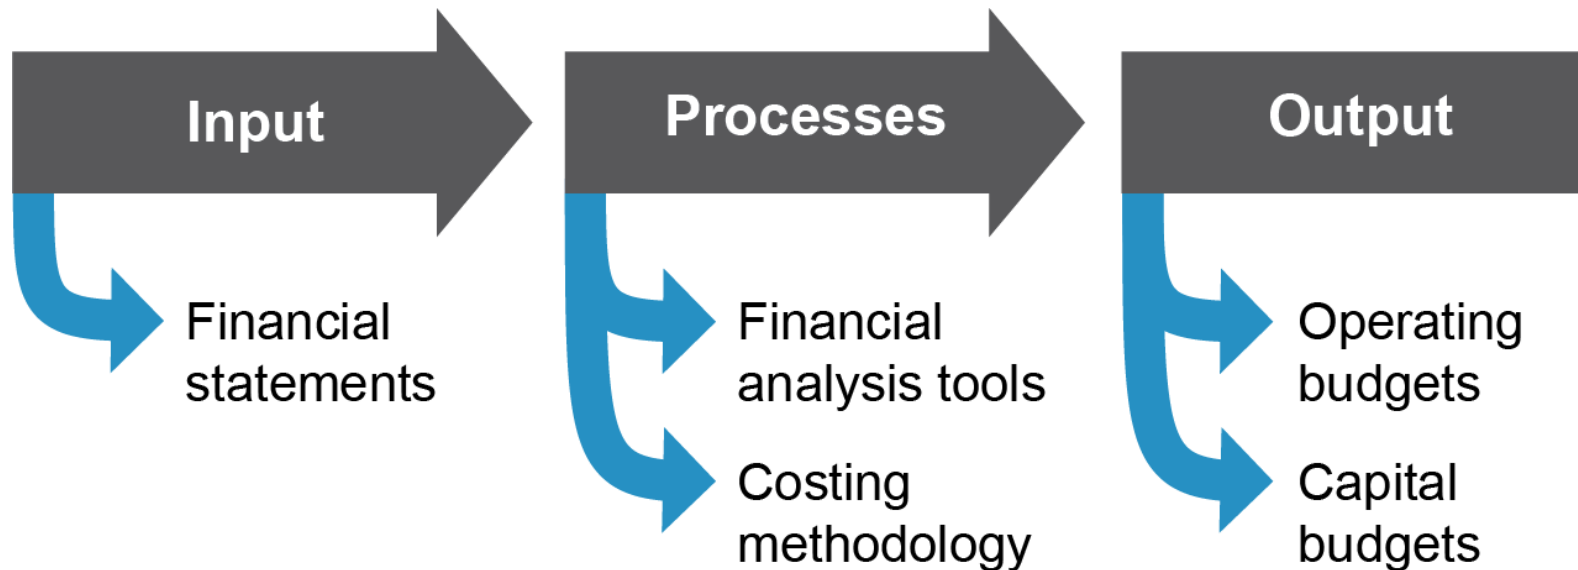 Input
Processes
Output
Financial
statements
Financial
analysis tools
Costing
methodology
Operating
budgets
Capital
budgets